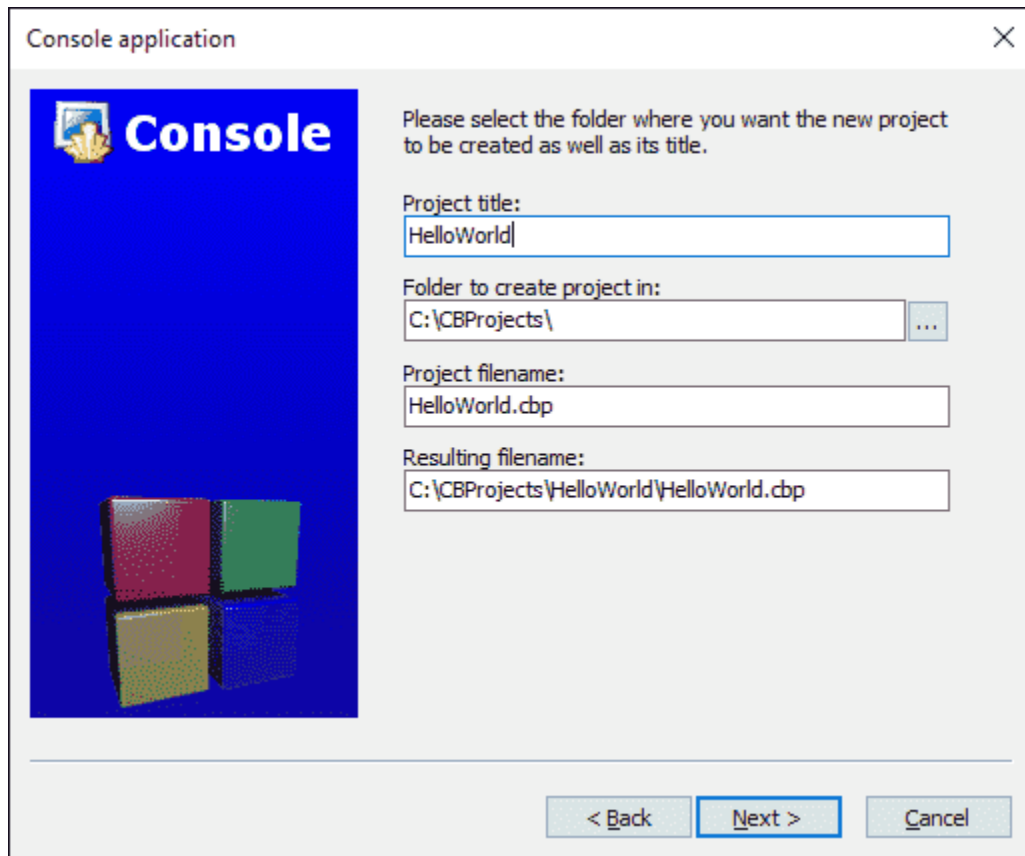 Console application
Console
Please select the folder where you want the new project
to be created as well as its title.
Project title:
HelloWorld
Folder to create project in:
C:\CBProjects\
...
Project filename:
HelloWorld.cbp
Resulting filename:
C:\CBProjects\HelloWorld\HelloWorld.cbp
< Back
Next >
Cancel